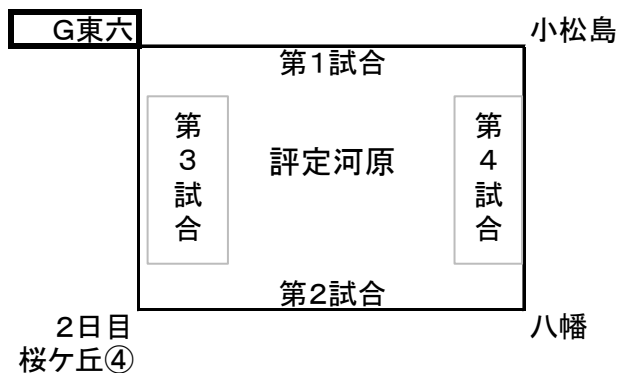 G東六
小松島
第1試合
第3試合
評定河原
第4試合
第2試合
2日目
桜ケ丘④
八幡